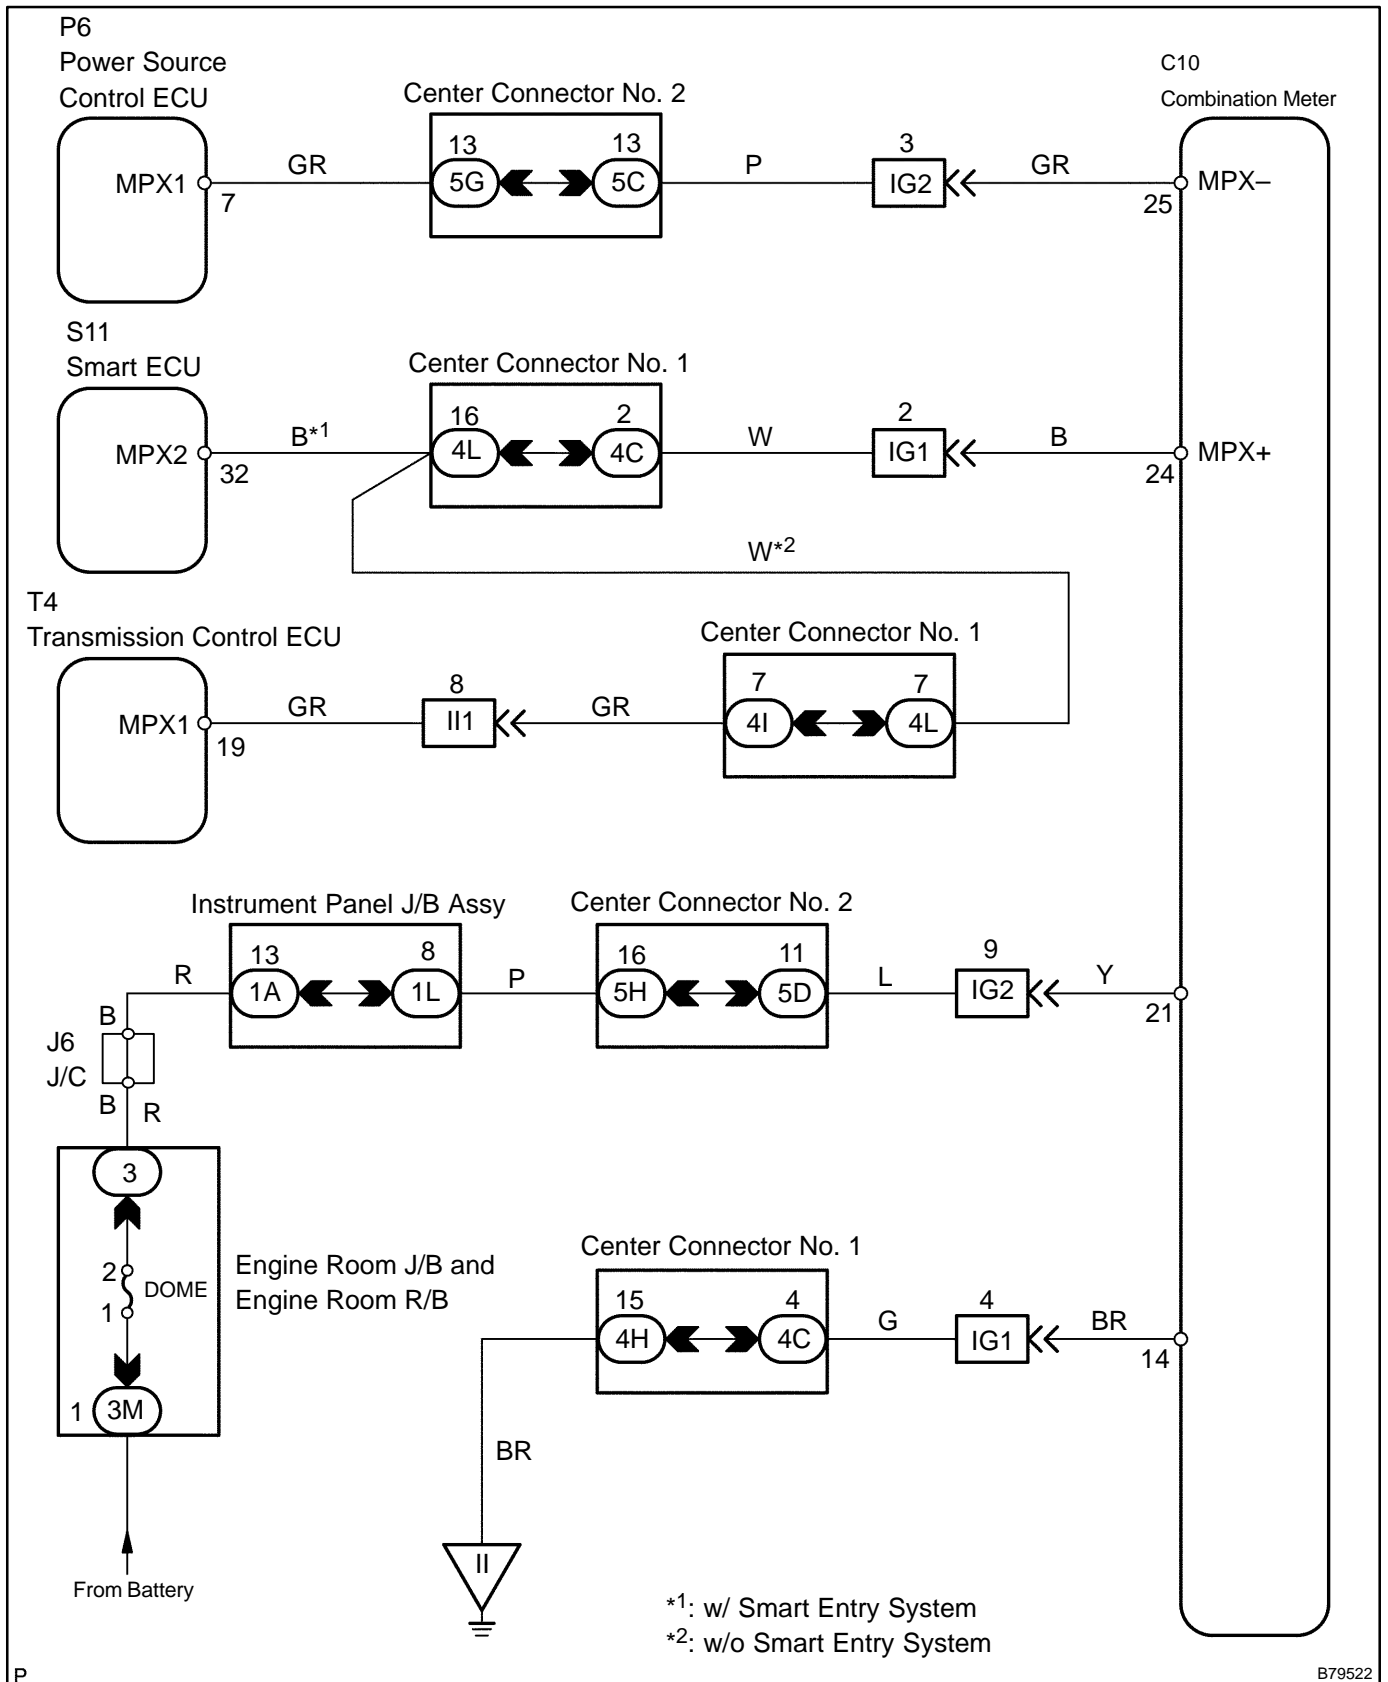 P6
Power Source
Control ECU
C10
Combination Meter
Center Connector No. 2
MPX1
7
GR
13
5G
13
5C
P
3
IG2
GR
25
MPX–
S11
Smart ECU
Center Connector No. 1
MPX2
32
B*1
16
4L
2
4C
W
2
IG1
B
24
MPX+
W*2
T4
Transmission Control ECU
Center Connector No. 1
MPX1
19
GR
8
II1
GR
7
4I
7
4L
Instrument Panel J/B Assy
Center Connector No. 2
R
13
1A
8
1L
P
16
5H
11
5D
L
9
IG2
Y
21
B
J6
J/C
B
R
3
2
DOME
1
Engine Room J/B and
Engine Room R/B
1
3M
From Battery
Center Connector No. 1
15
4H
4
4C
G
4
IG1
BR
14
BR
II
*1: w/ Smart Entry System
*2: w/o Smart Entry System
P
B79522